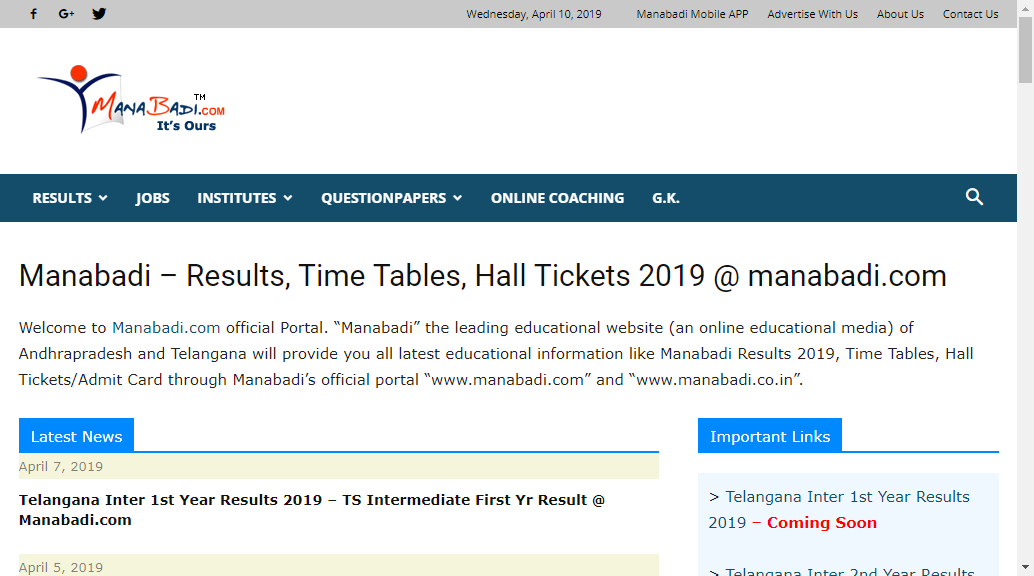 G+
Wednesday, April 10, 2019 Manabadi Mobile APP Advertise With Us About Us Contact Us
MANABADI.COM TM
It's Ours
RESULTS JOBS INSTITUTES QUESTIONPAPERS ONLINE COACHING G.K.
Manabadi – Results, Time Tables, Hall Tickets 2019 @ manabadi.com
Welcome to Manabadi.com official Portal. “Manabadi” the leading educational website (an online educational media) of
Andhrapradesh and Telangana will provide you all latest educational information like Manabadi Results 2019, Time Tables, Hall
Tickets/Admit Card through Manabadi’s official portal “www.manabadi.com” and “www.manabadi.co.in”.
Latest News
April 7, 2019
Telangana Inter 1st Year Results 2019 – TS Intermediate First Yr Result @
Manabadi.com
April 5, 2019
Important Links
> Telangana Inter 1st Year Results
2019 – Coming Soon
> Telangana Inter 2nd Year Results